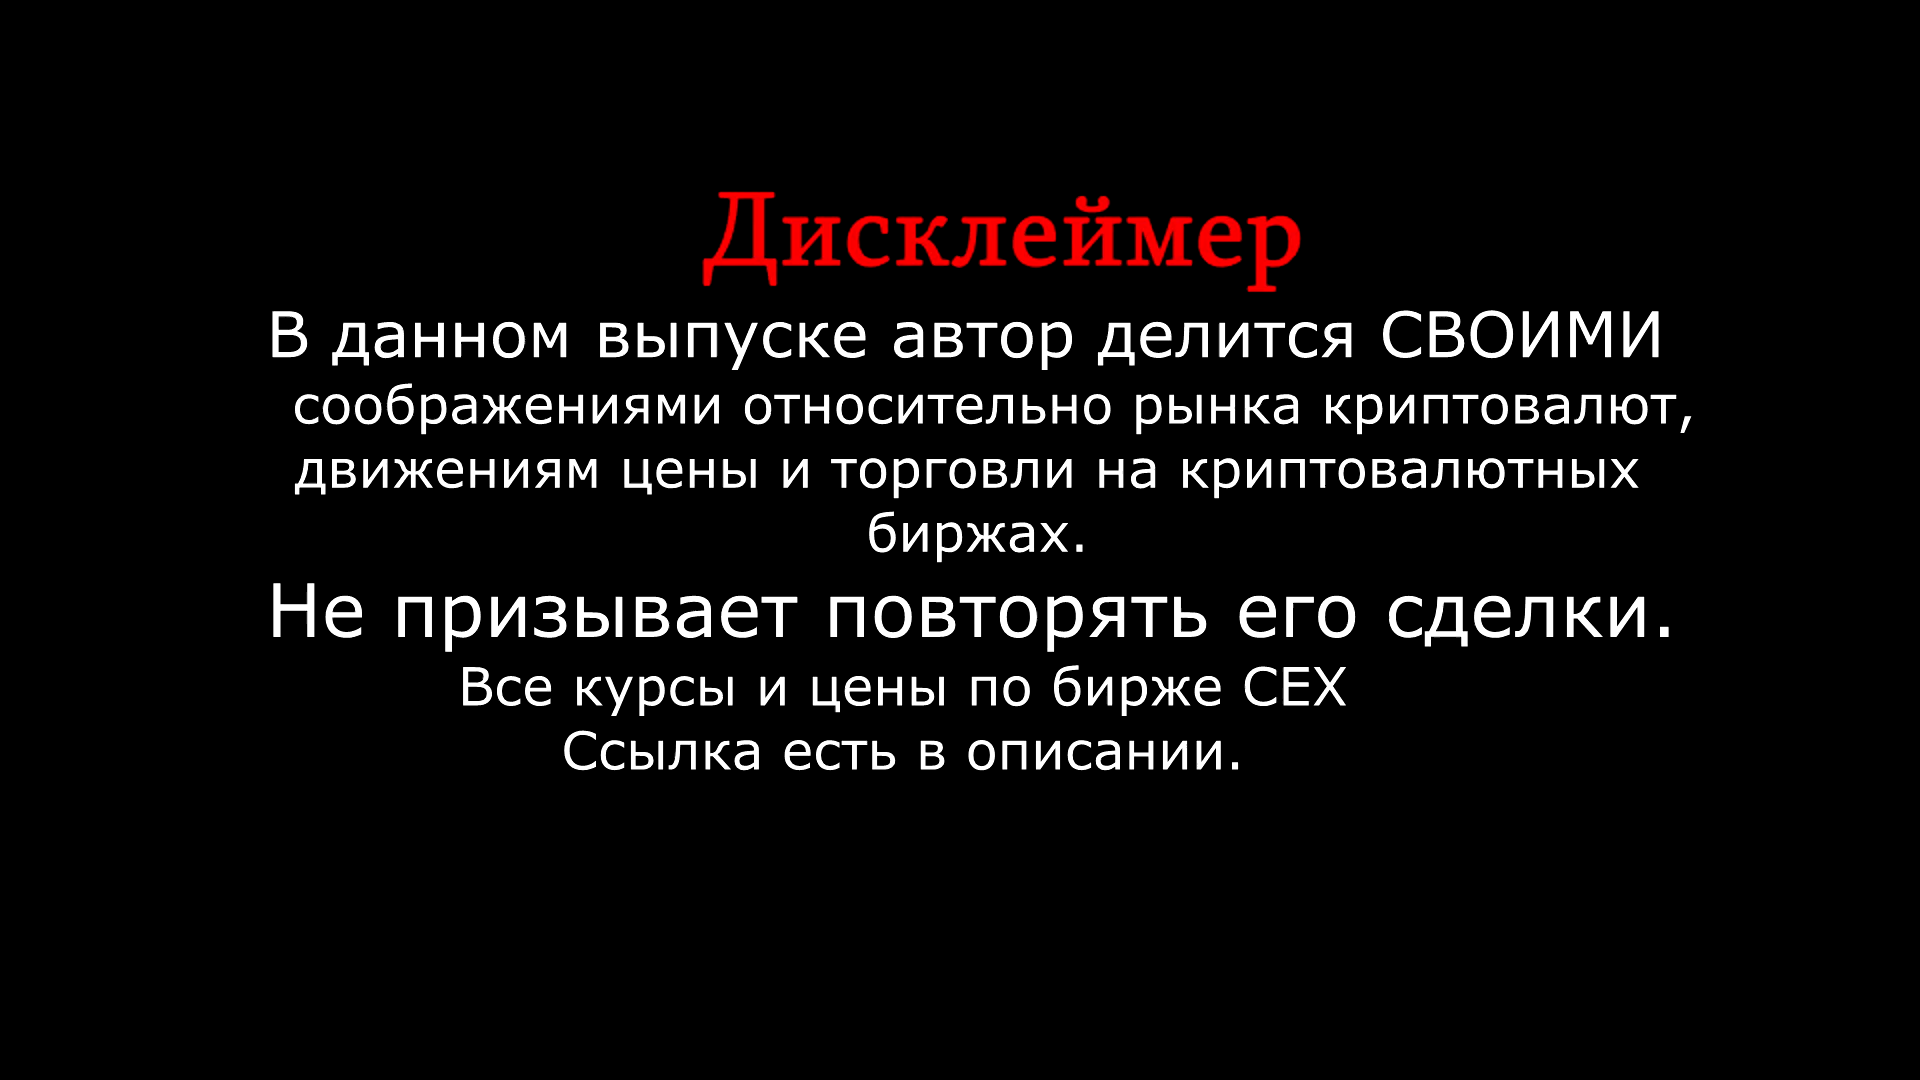 Дисклеймер
В данном выпуске автор делится СВОИМИ
соображениями относительно рынка криптовалют,
движениям цены и торговли на криптовалютных
биржах.
Не призывает повторять его сделки.
Все курсы и цены по бирже CEX
Ссылка есть в описании.